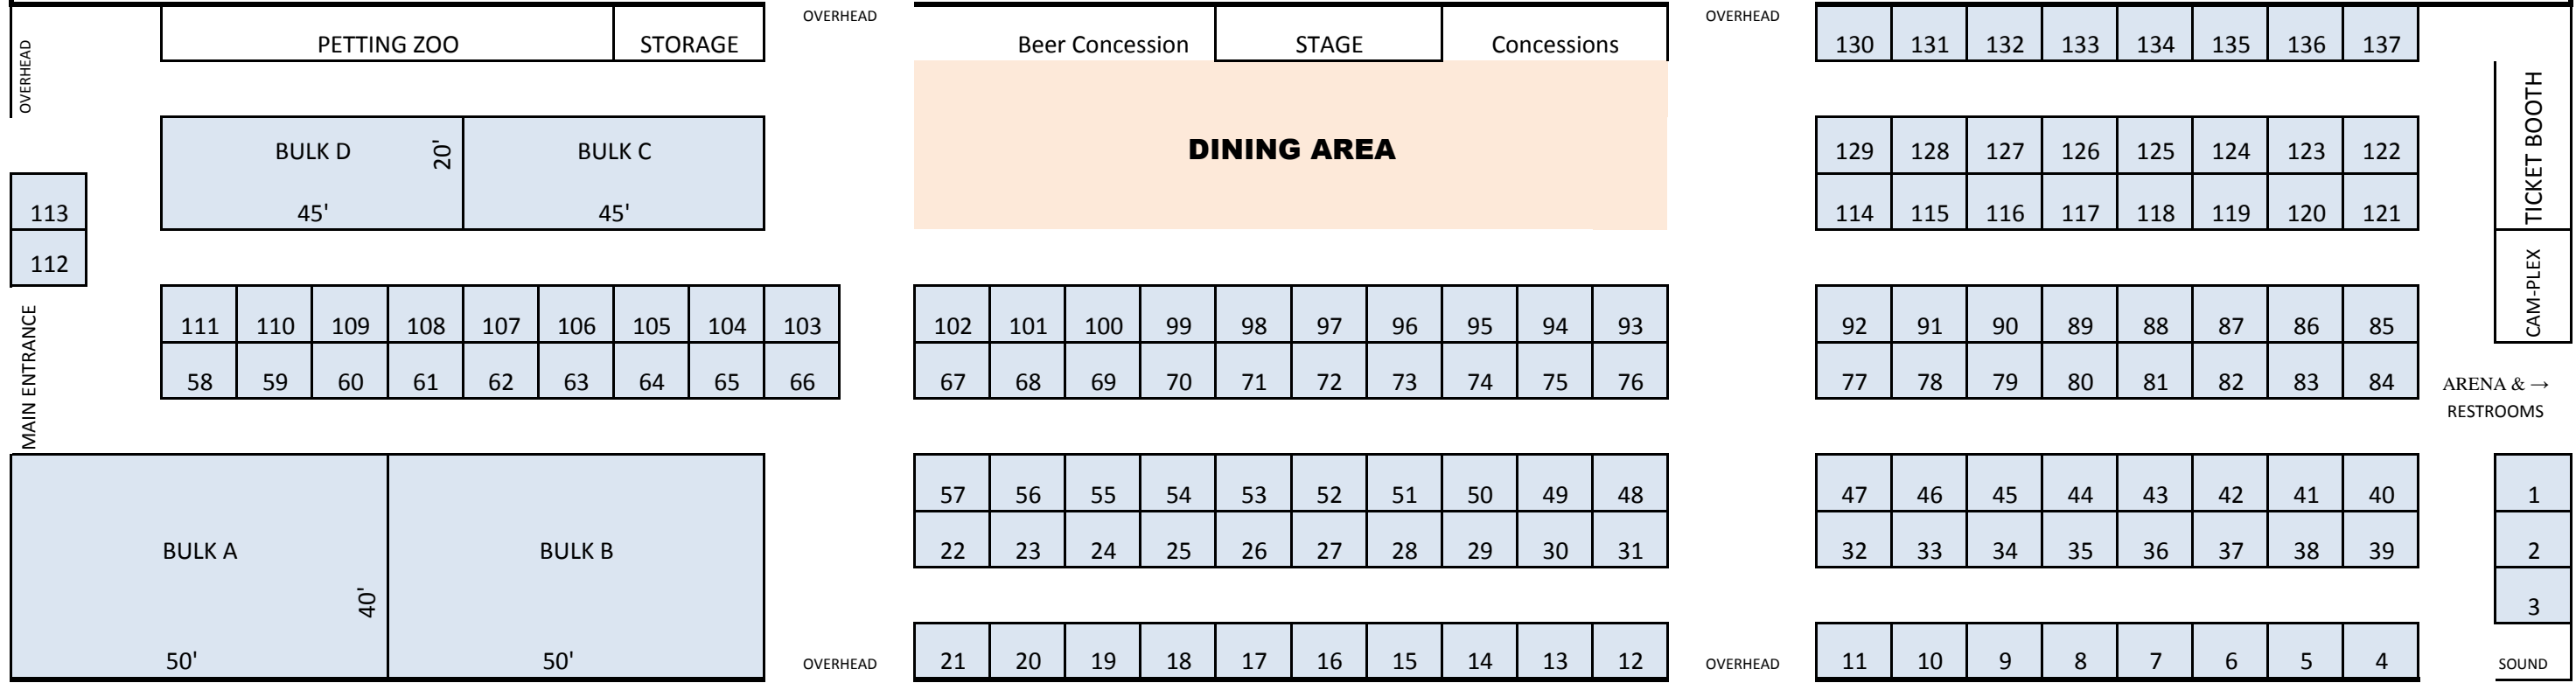 OVERHEAD OVERHEAD
OVERHEAD
PETTING ZOO STORAGE Beer Concession STAGE Concessions 130 131 132 133 134 135 136 137
TICKET BOOTH
BULK D 20' BULK C DINING AREA 129 128 127 126 125 124 123 122
113 45' 45' 114 115 116 117 118 119 120 121
112
CAM-PLEX
MAIN ENTRANCE
111 110 109 108 107 106 105 104 103 102 101 100 99 98 97 96 95 94 93 92 91 90 89 88 87 86 85
58 59 60 61 62 63 64 65 66 67 68 69 70 71 72 73 74 75 76 77 78 79 80 81 82 83 84
ARENA & →
RESTROOMS
57 56 55 54 53 52 51 50 49 48 47 46 45 44 43 42 41 40 1
BULK A BULK B 22 23 24 25 26 27 28 29 30 31 32 33 34 35 36 37 38 39 2
40' 3
50' 50' OVERHEAD 21 20 19 18 17 16 15 14 13 12 OVERHEAD 11 10 9 8 7 6 5 4 SOUND